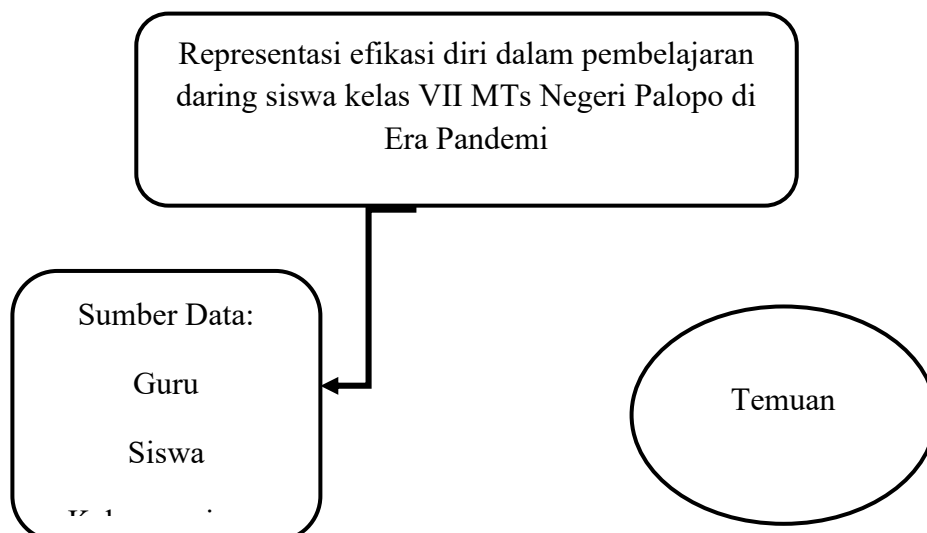 Representasi efikasi diri dalam pembelajaran
daring siswa kelas VII MTs Negeri Palopo di
Era Pandemi
Sumber Data:
Guru
Siswa
Temuan